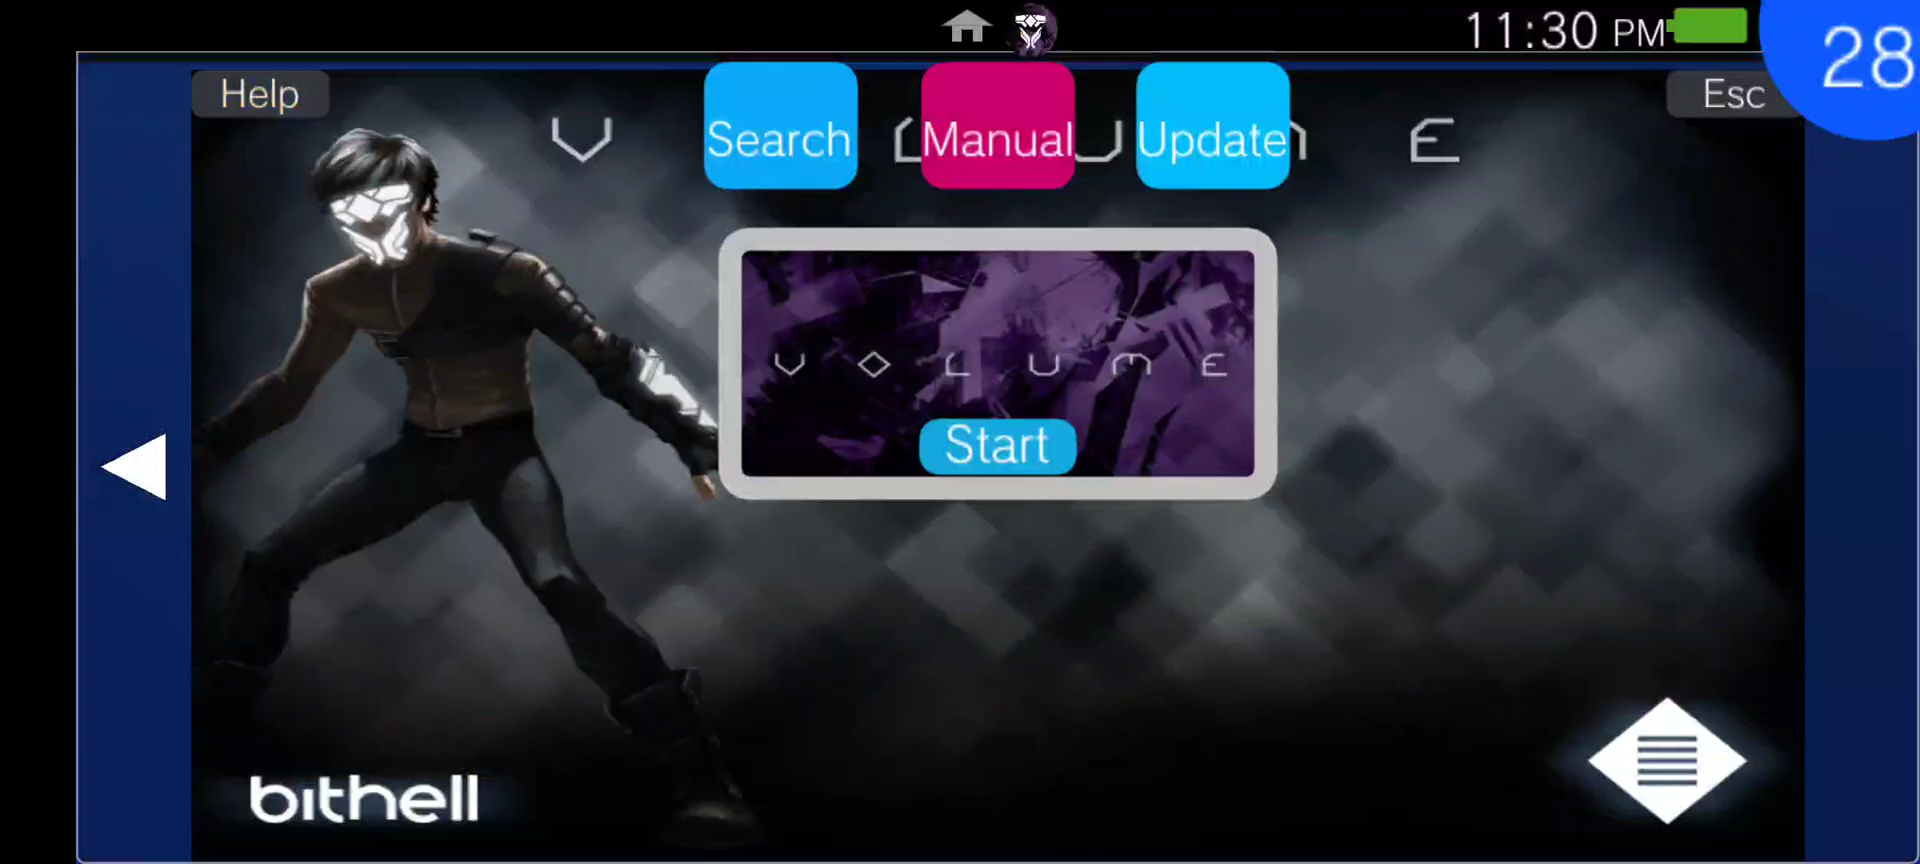 11:30 PM
28
Help
Esc
V L U M E
Search
Manual
Update
V O L U M E
Start
bithell